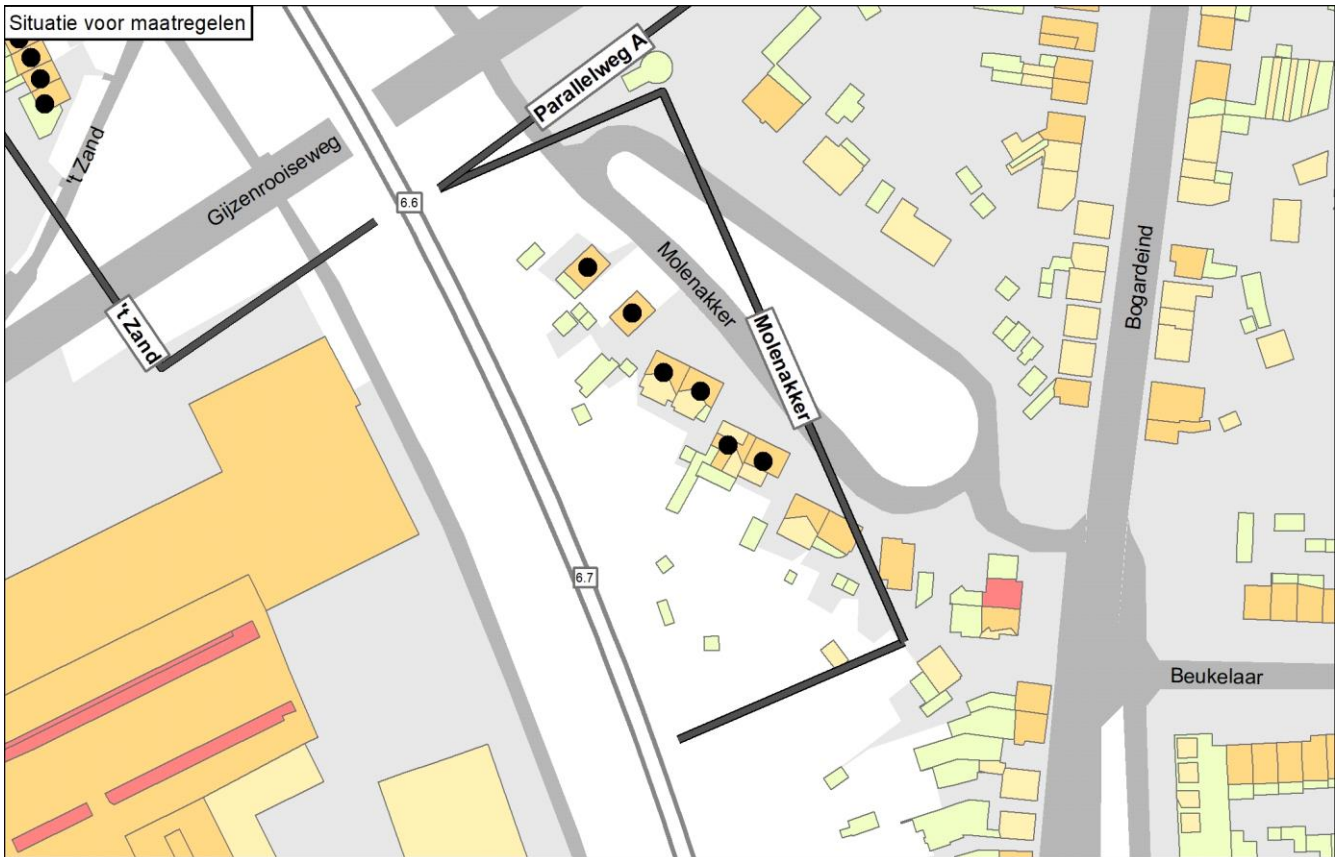 Situatie voor maatregelen
Parallelweg A
't Zand
Gijzenrooiseweg
6.6
Molenakker
Bogardeind
't Zand
Molenakker
6.7
Beukelaar